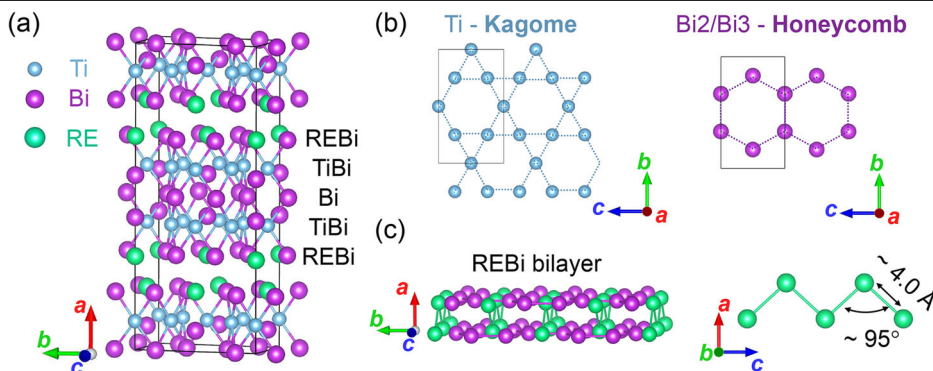 (a)
Ti
Bi
RE
REBi
TiBi
Bi
TiBi
REBi
a
b
c
(b)
Ti - Kagome
Bi2/Bi3 - Honeycomb
b
c
a
b
c
a
(c)
REBi bilayer
a
b
c
a
b
c
~ 4.0 Å
~ 95°